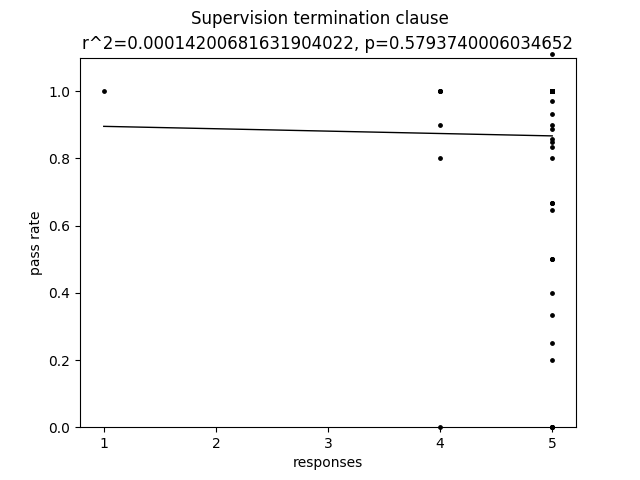 Supervision termination clause
r^2=0.00014200681631904022, p=0.5793740006034652
1.0
0.8
0.6
0.4
0.2
0.0
pass rate
1 2 3 4 5
responses